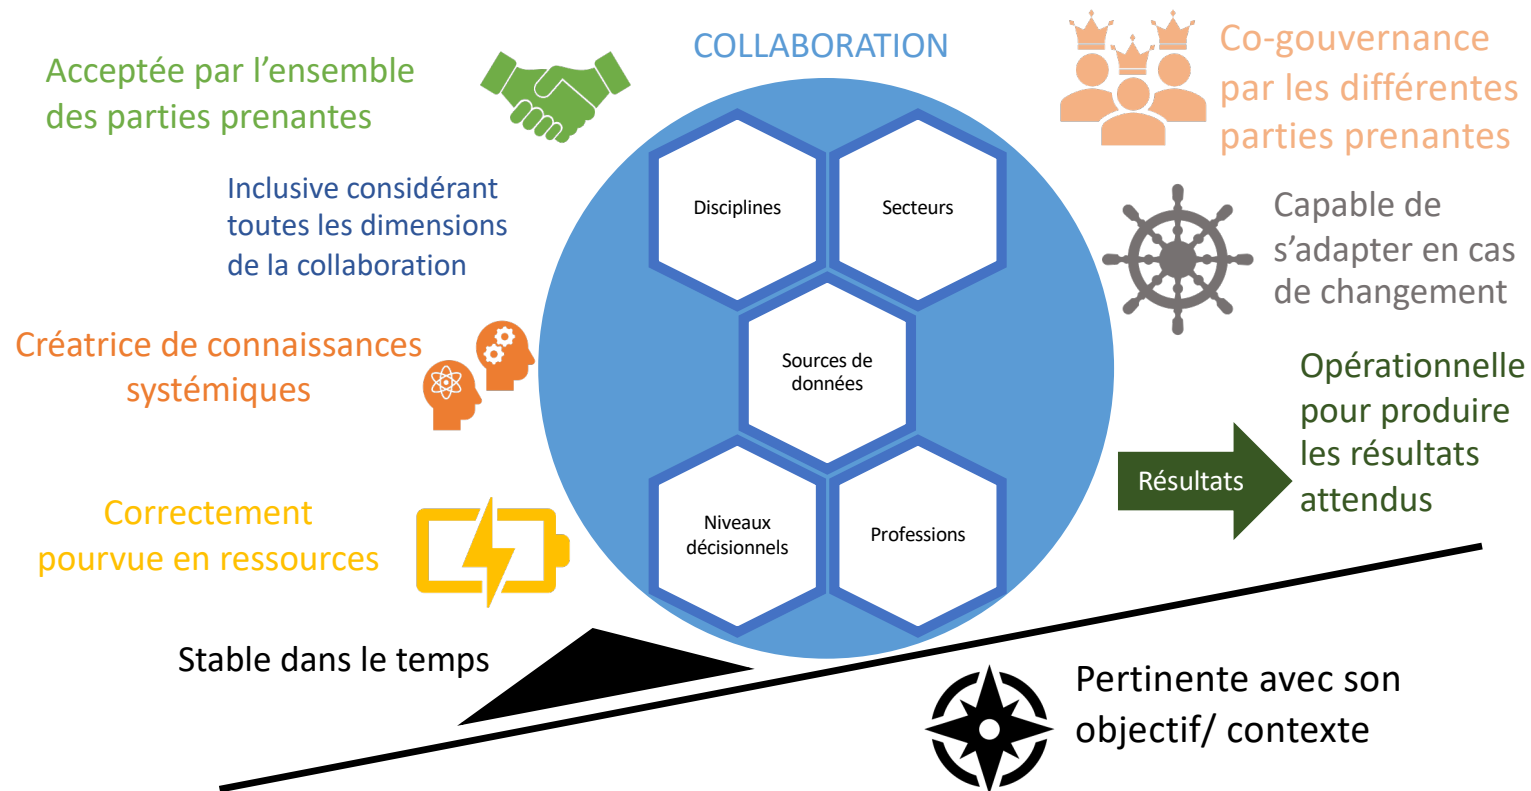 COLLABORATION
Acceptée par l’ensemble
des parties prenantes
Co-gouvernance
par les différentes
parties prenantes
Inclusive considérant
toutes les dimensions
de la collaboration
Disciplines
Secteurs
Capable de
s’adapter en cas
de changement
Créatrice de connaissances
systémiques
Sources de
données
Opérationnelle
pour produire
les résultats
attendus
Résultats
Correctement
pourvue en ressources
Niveaux
décisionnels
Professions
Stable dans le temps
Pertinente avec son
objectif/ contexte